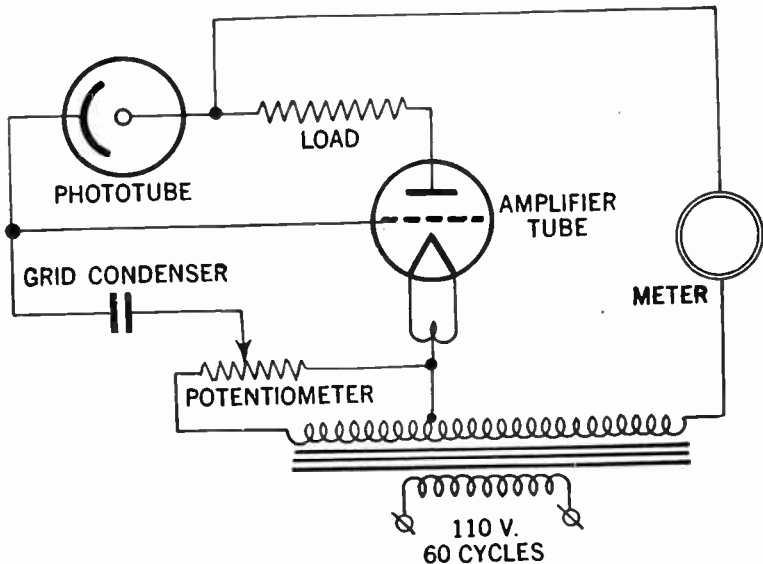 LOAD
PHOTOTUBE
AMPLIFIER
TUBE
GRID CONDENSER
METER
POTENTIOMETER
110 V.
60 CYCLES